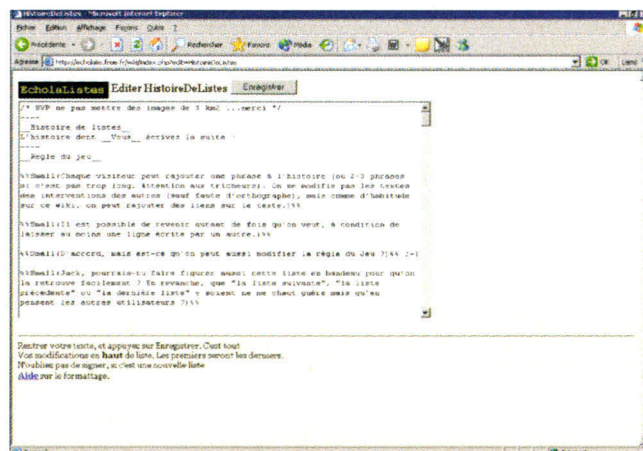 HistoireDeListes - Microsoft Internet Explorer
Fichier Edition Affichage Favoris Outils ?
Précédente Rechercher Favoris Média
Adresse OK Liens
EcholaListes Editer HistoireDeListes Enregistrer
/* SVP ne pas mettre des images de 3 km2 ...merci */
----
__Histoire de listes__
L'histoire dont __Vous__ écrivez la suite !
----
__Règle du jeu__
%%Small(Chaque visiteur peut rajouter une phrase à l'histoire (ou 2-3 phrases
si c'est pas trop long. Attention aux tricheurs). On ne modifie pas les textes
des interventions des autres (sauf faute d'orthographe), mais comme d'habitude
sur ce wiki, on peut rajouter des liens sur le texte.)%%
%%Small(Il est possible de revenir autant de fois qu'on veut, à condition de
laisser au moins une ligne écrite par un autre.)%%
%%Small(D'accord, mais est-ce qu'on peut aussi modifier la règle du Jeu ?)%% ;-)
%%Small(Jack, pourrais-tu faire figurer aussi cette liste en bandeau pour qu'on
la retrouve facilement ? En revanche, que "la liste suivante", "la liste
précédente" ou "la dernière liste" y soient ne me chaut guère mais qu'en
pensent les autres utilisateurs ?)%%
Rentrer votre texte, et appuyez sur Enregistrer. C'est tout
Vos modifications en haut de liste. Les premiers seront les derniers.
N'oubliez pas de signer, si c'est une nouvelle liste
Aide sur le formattage.